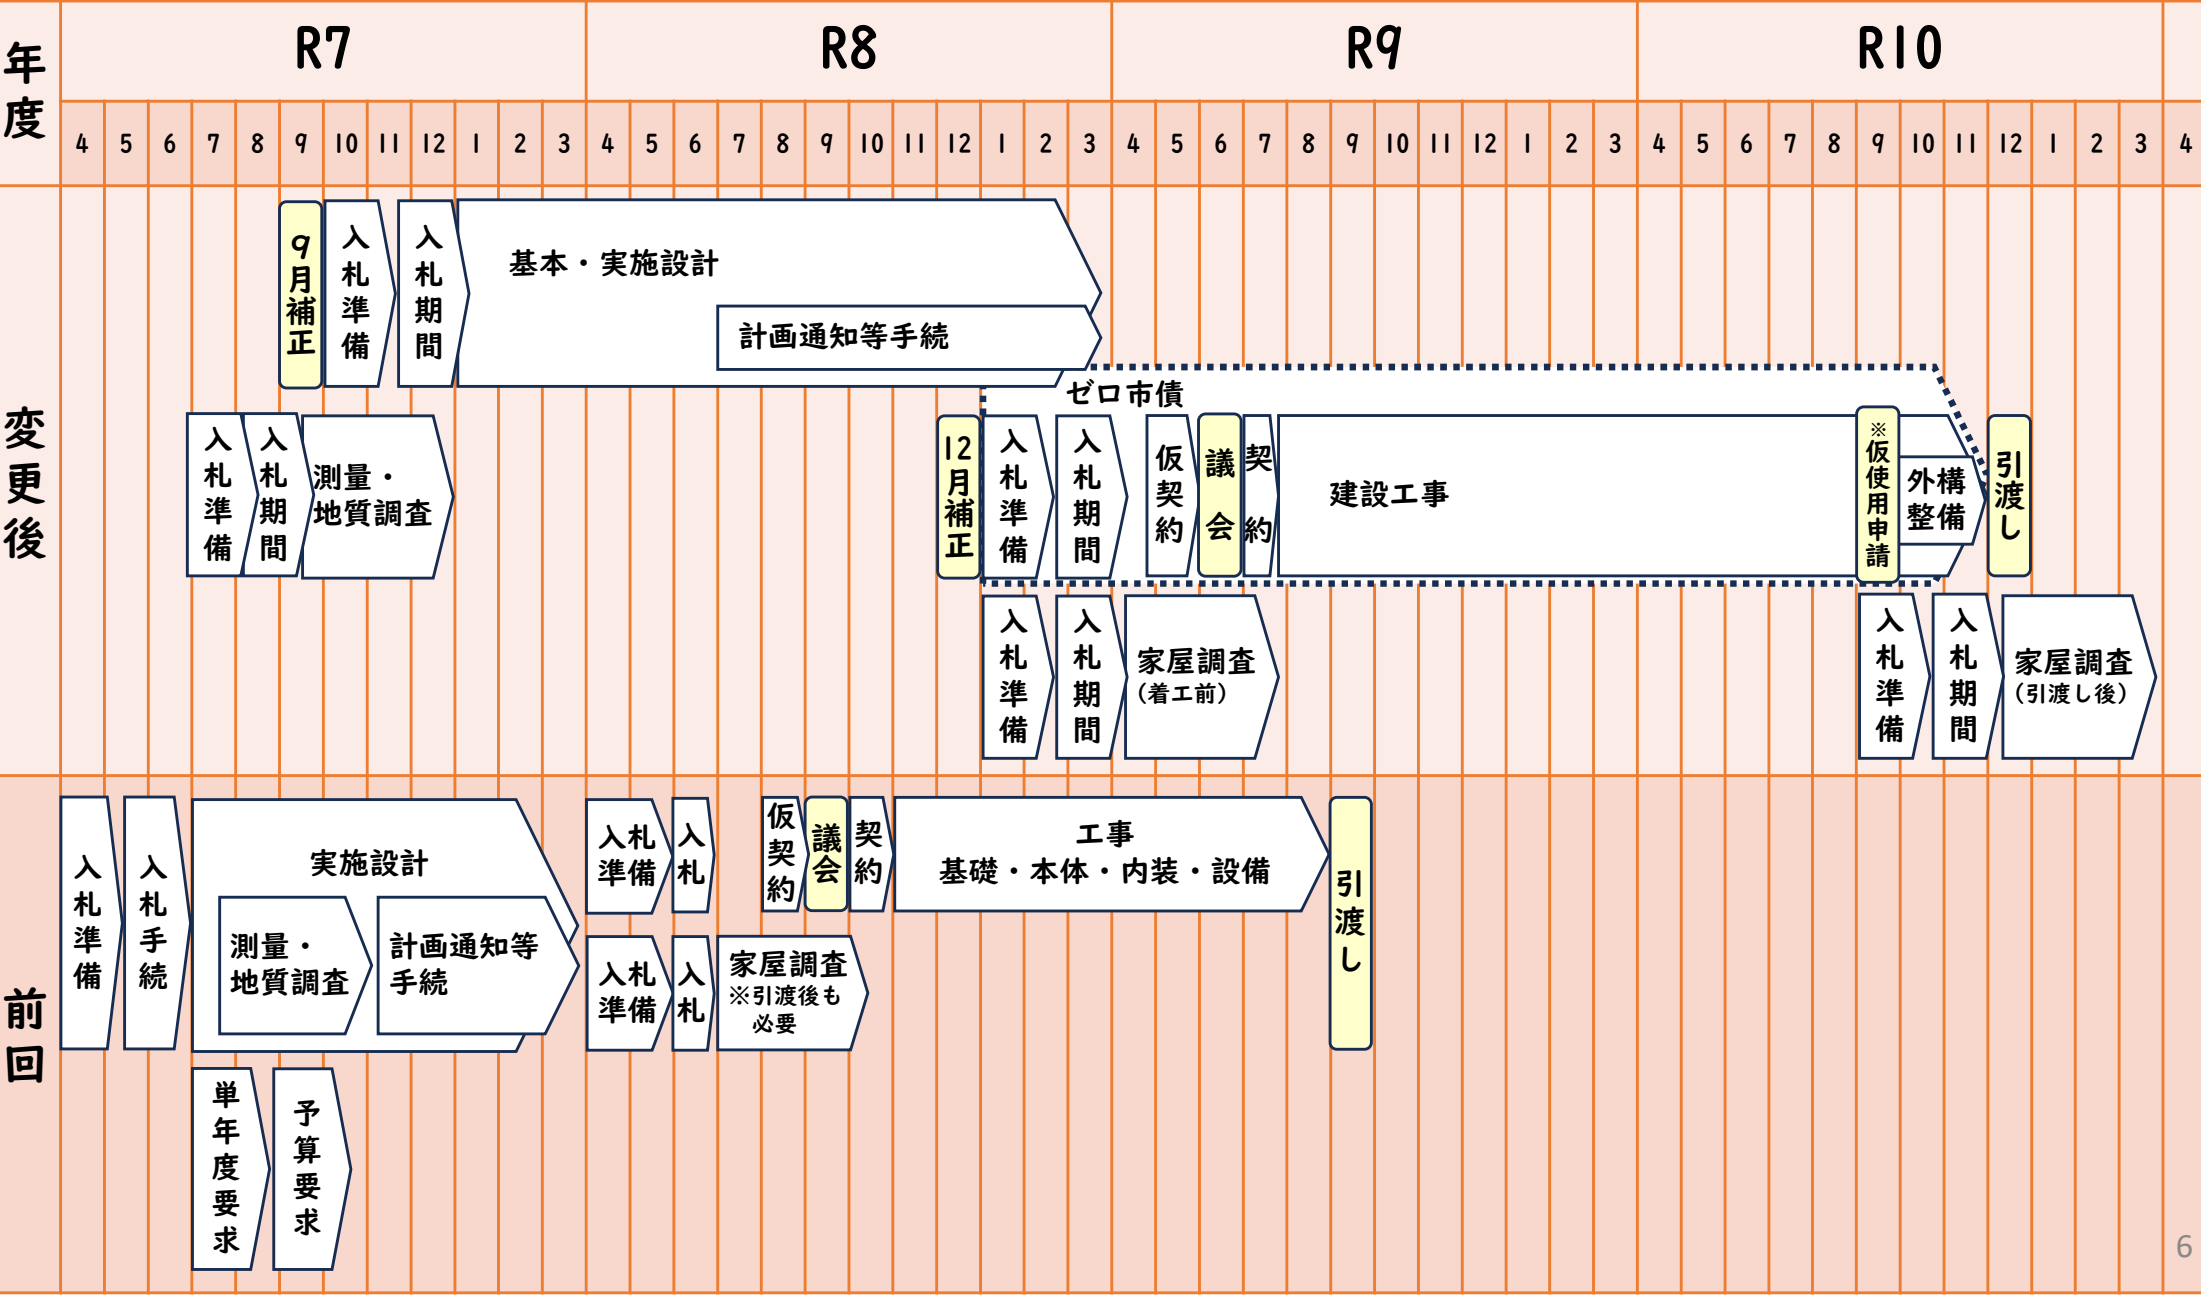 年度
R7
R8
R9
R10
4 5 6 7 8 9 10 11 12 1 2 3 4 5 6 7 8 9 10 11 12 1 2 3 4 5 6 7 8 9 10 11 12 1 2 3 4 5 6 7 8 9 10 11 12 1 2 3 4
変更後
9月補正
入札準備
入札期間
基本・実施設計
計画通知等手続
入札準備
入札期間
測量・
地質調査
ゼロ市債
12月補正
入札準備
入札期間
仮契約
議会
契約
建設工事
※仮使用申請
外構
整備
引渡し
入札準備
入札期間
家屋調査
（着工前）
入札準備
入札期間
家屋調査
（引渡し後）
前回
入札準備
入札手続
実施設計
測量・
地質調査
計画通知等
手続
入札
準備
入札
仮契約
議会
契約
工事
基礎・本体・内装・設備
引渡し
入札
準備
入札
家屋調査
※引渡後も
必要
単年度要求
予算要求
6